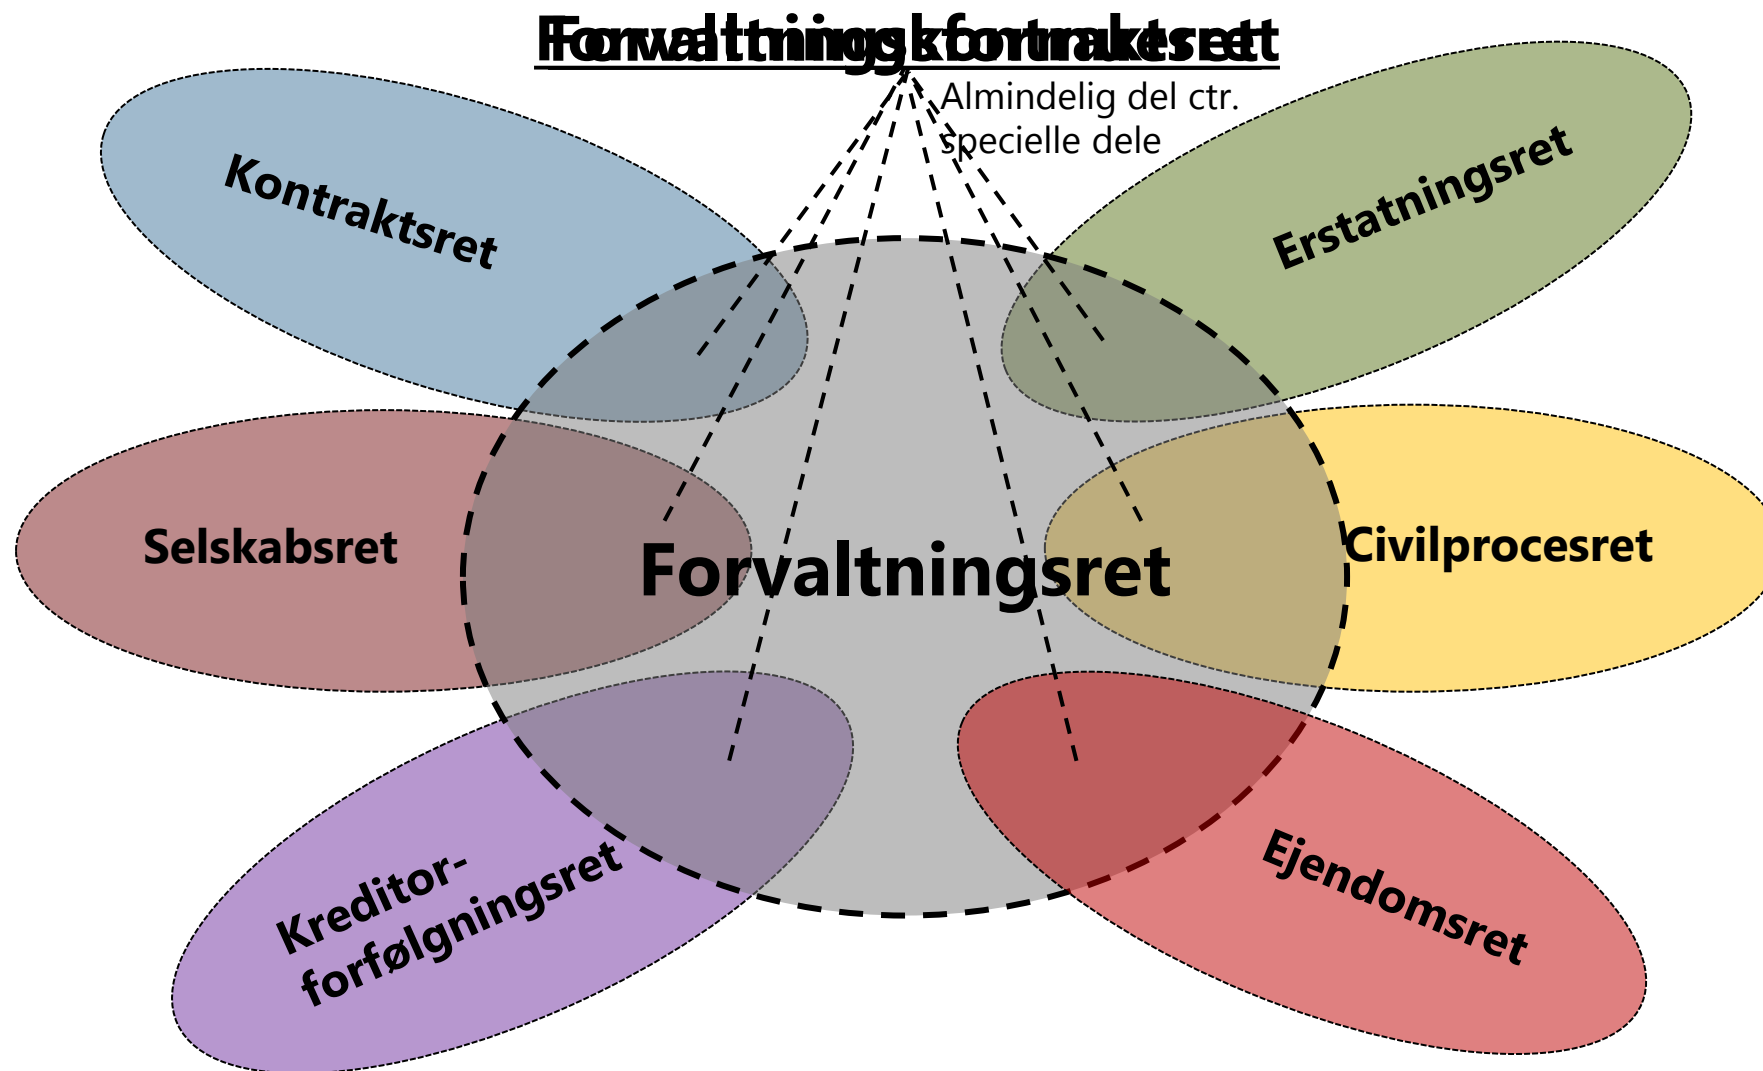 Almindelig del ctr.
specielle dele
Kontraktsret
Erstatningsret
Selskabsret
Forvaltningsret
Civilprocesret
Kreditor-
forfølgningsret
Ejendomsret